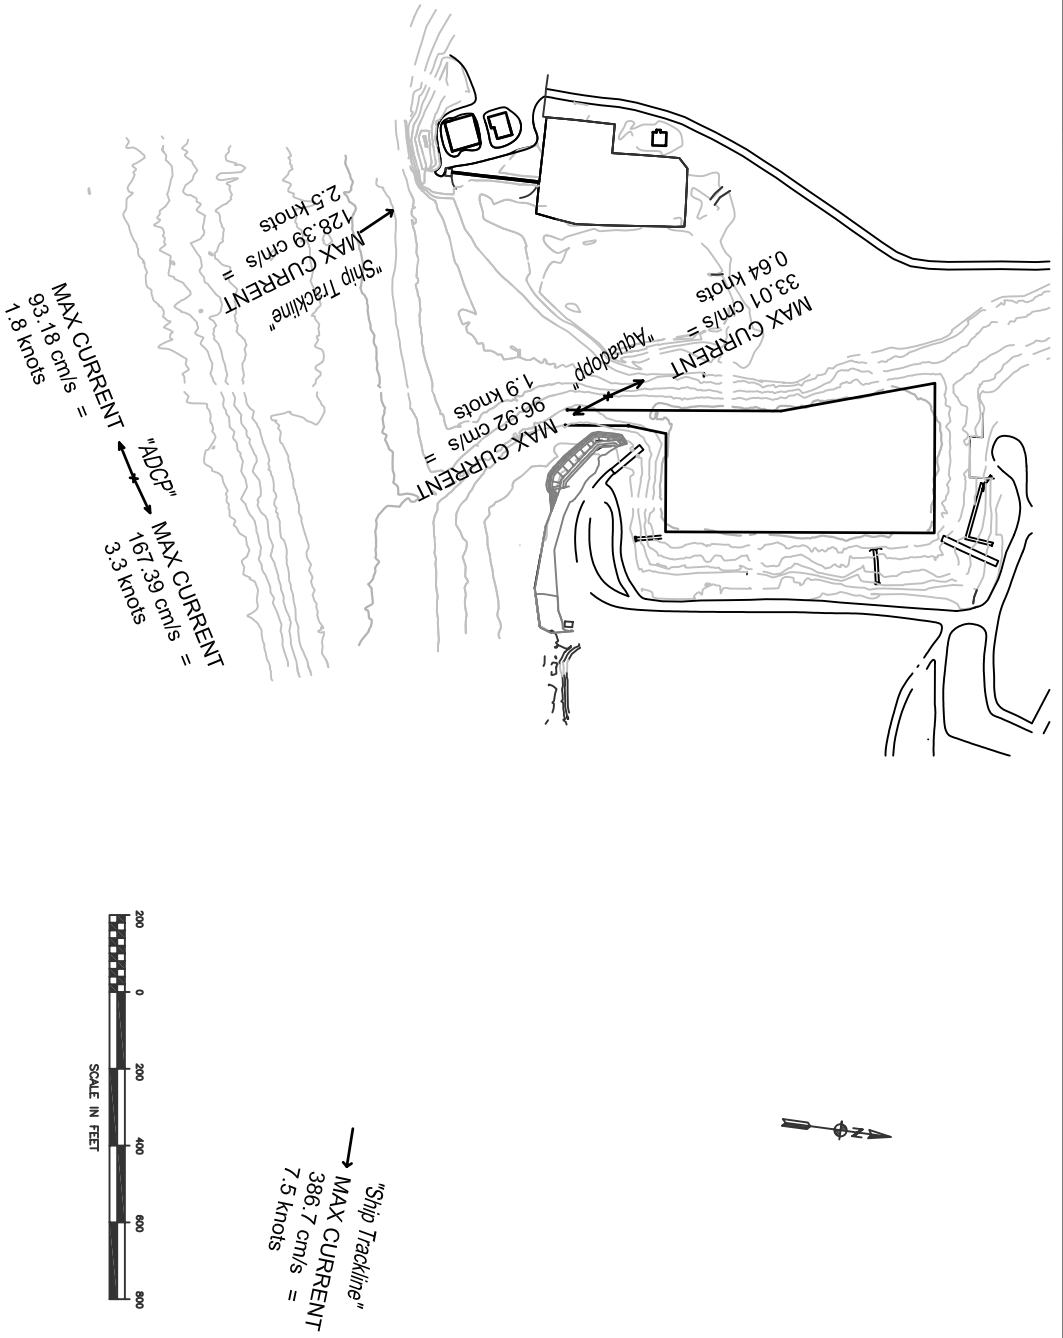 "Ship Trackline"
MAX CURRENT
128.39 cm/s =
2.5 knots
MAX CURRENT
33.01 cm/s =
0.64 knots
"Aquadopp"
MAX CURRENT
96.92 cm/s =
1.9 knots
MAX CURRENT
93.18 cm/s =
1.8 knots
"ADCP"
MAX CURRENT
167.39 cm/s =
3.3 knots
200
0
200
400
600
800
SCALE IN FEET
N
"Ship Trackline"
MAX CURRENT
386.7 cm/s =
7.5 knots